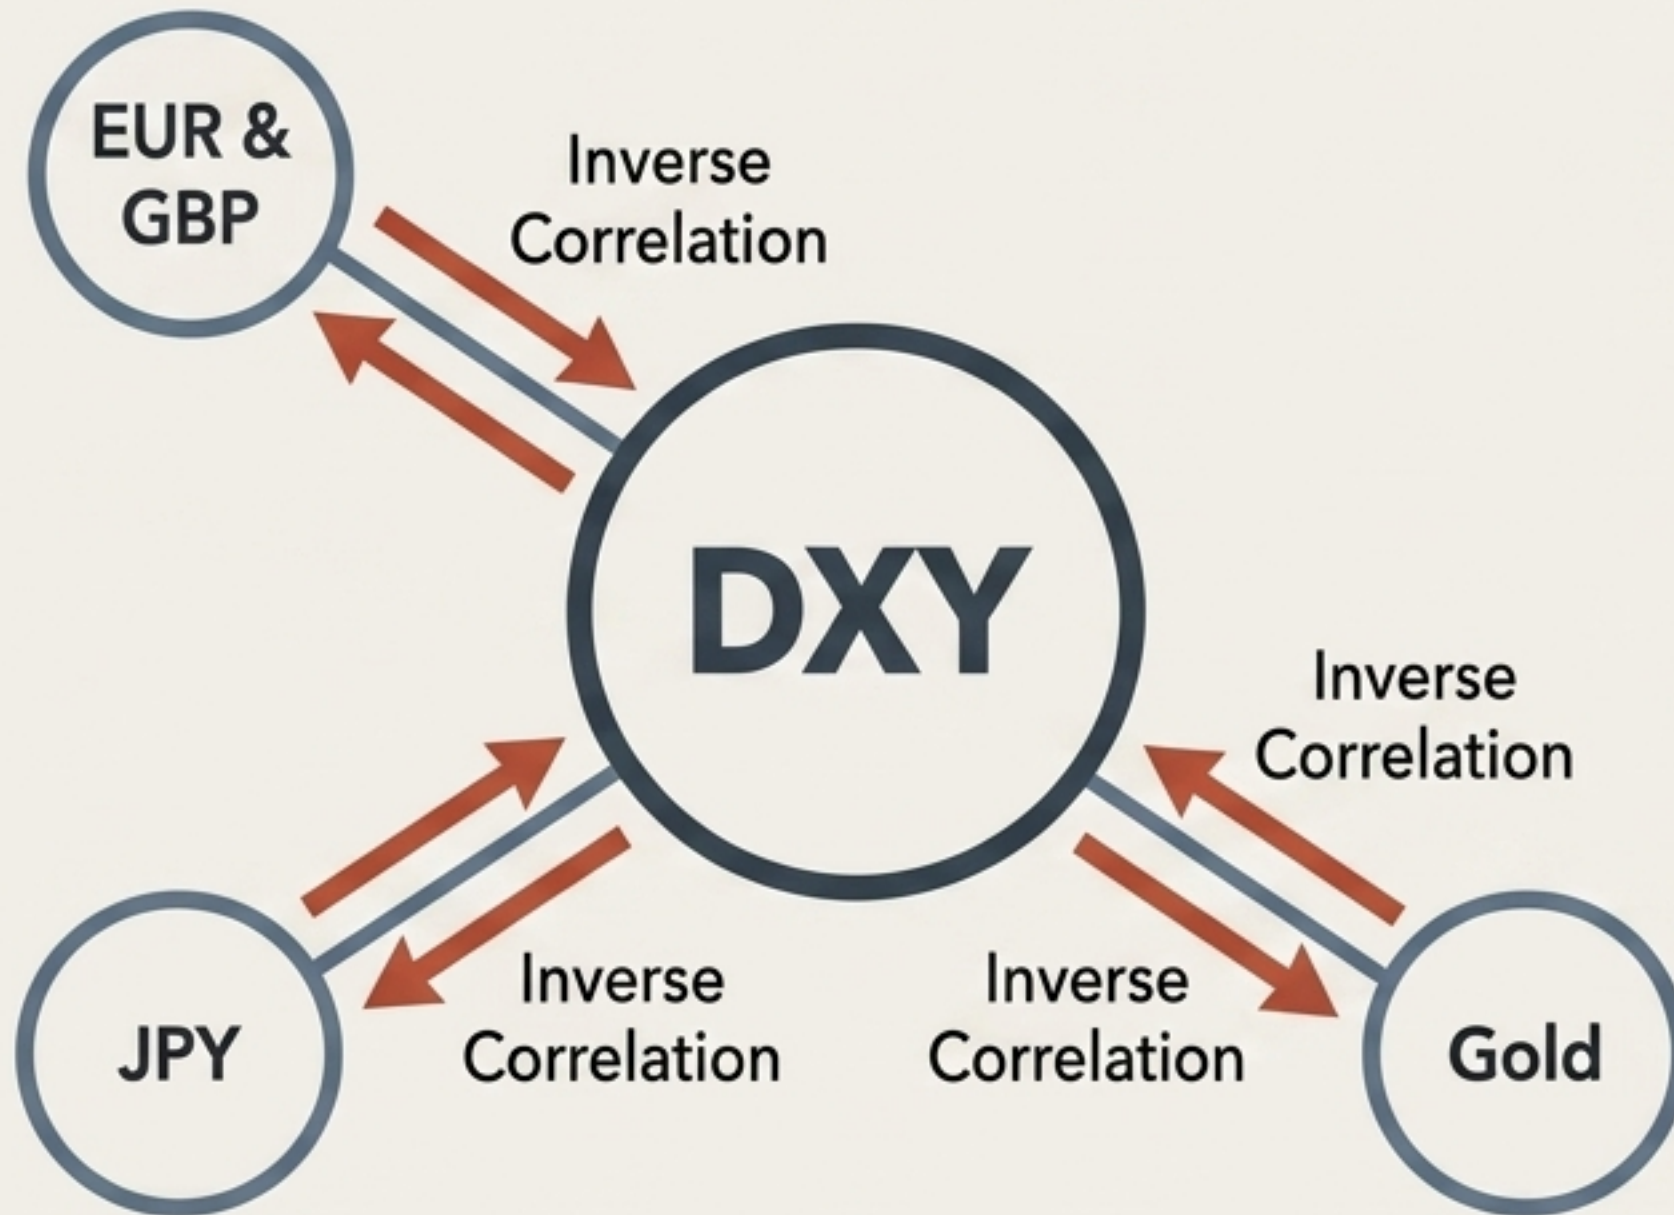 EUR &
GBP
Inverse
Correlation
DXY
Inverse
Correlation
JPY
Inverse
Correlation
Inverse
Correlation
Gold